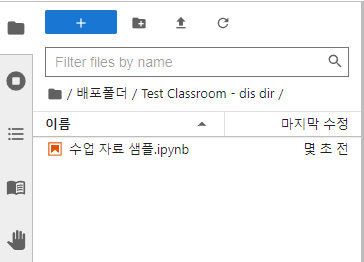 Filter files by name
/ 배포폴더 / Test Classroom - dis dir /
이름 마지막 수정
수업 자료 샘플.ipynb 몇 초 전